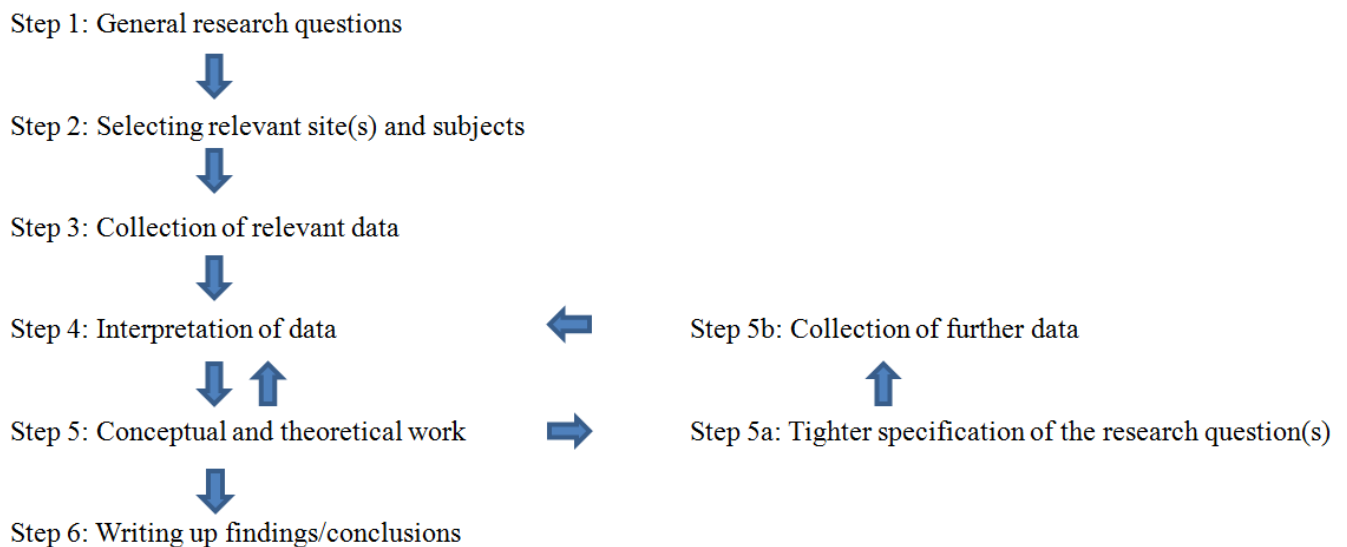 Step 1: General research questions
Step 2: Selecting relevant site(s) and subjects
Step 3: Collection of relevant data
Step 4: Interpretation of data
Step 5b: Collection of further data
Step 5: Conceptual and theoretical work
Step 5a: Tighter specification of the research question(s)
Step 6: Writing up findings/conclusions